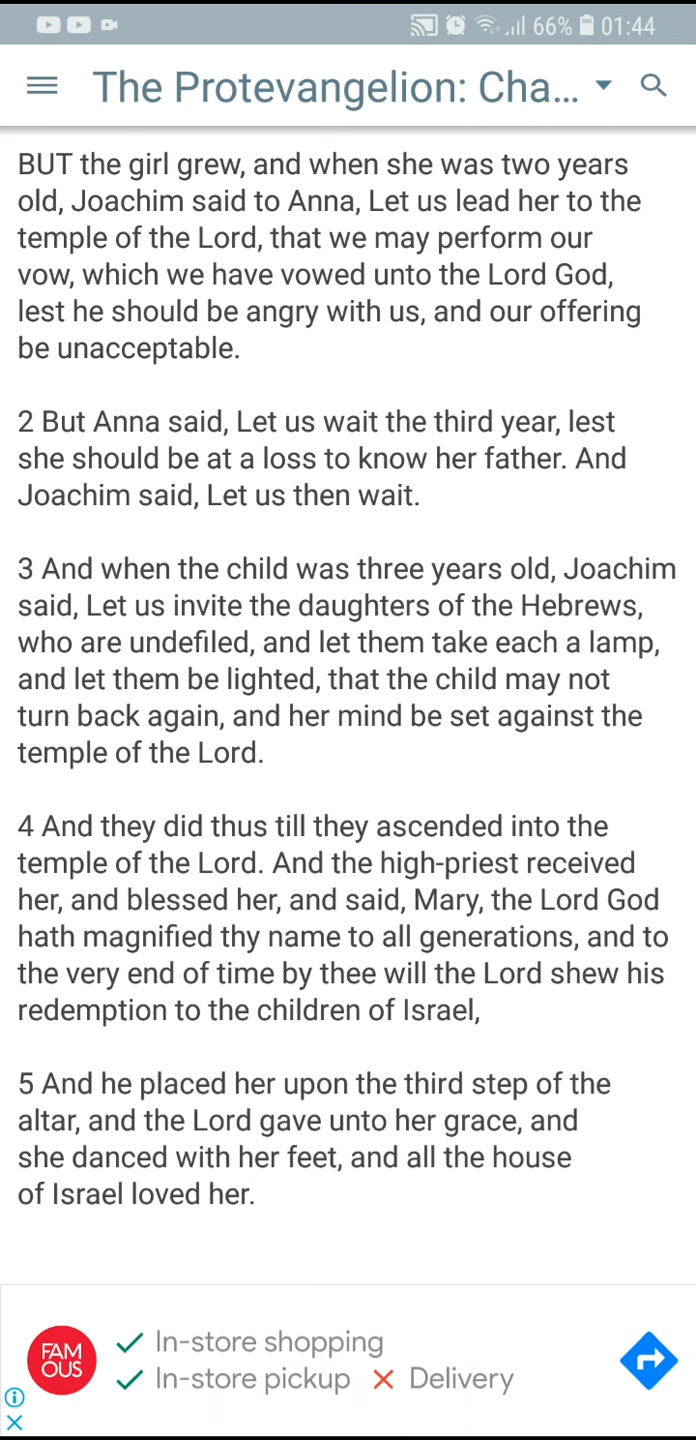 66% 01:44
The Protevangelion: Cha...
BUT the girl grew, and when she was two years
old, Joachim said to Anna, Let us lead her to the
temple of the Lord, that we may perform our
vow, which we have vowed unto the Lord God,
lest he should be angry with us, and our offering
be unacceptable.
2 But Anna said, Let us wait the third year, lest
she should be at a loss to know her father. And
Joachim said, Let us then wait.
3 And when the child was three years old, Joachim
said, Let us invite the daughters of the Hebrews,
who are undefiled, and let them take each a lamp,
and let them be lighted, that the child may not
turn back again, and her mind be set against the
temple of the Lord.
4 And they did thus till they ascended into the
temple of the Lord. And the high-priest received
her, and blessed her, and said, Mary, the Lord God
hath magnified thy name to all generations, and to
the very end of time by thee will the Lord shew his
redemption to the children of Israel,
5 And he placed her upon the third step of the
altar, and the Lord gave unto her grace, and
she danced with her feet, and all the house
of Israel loved her.
FAM
OUS
In-store shopping
In-store pickup Delivery